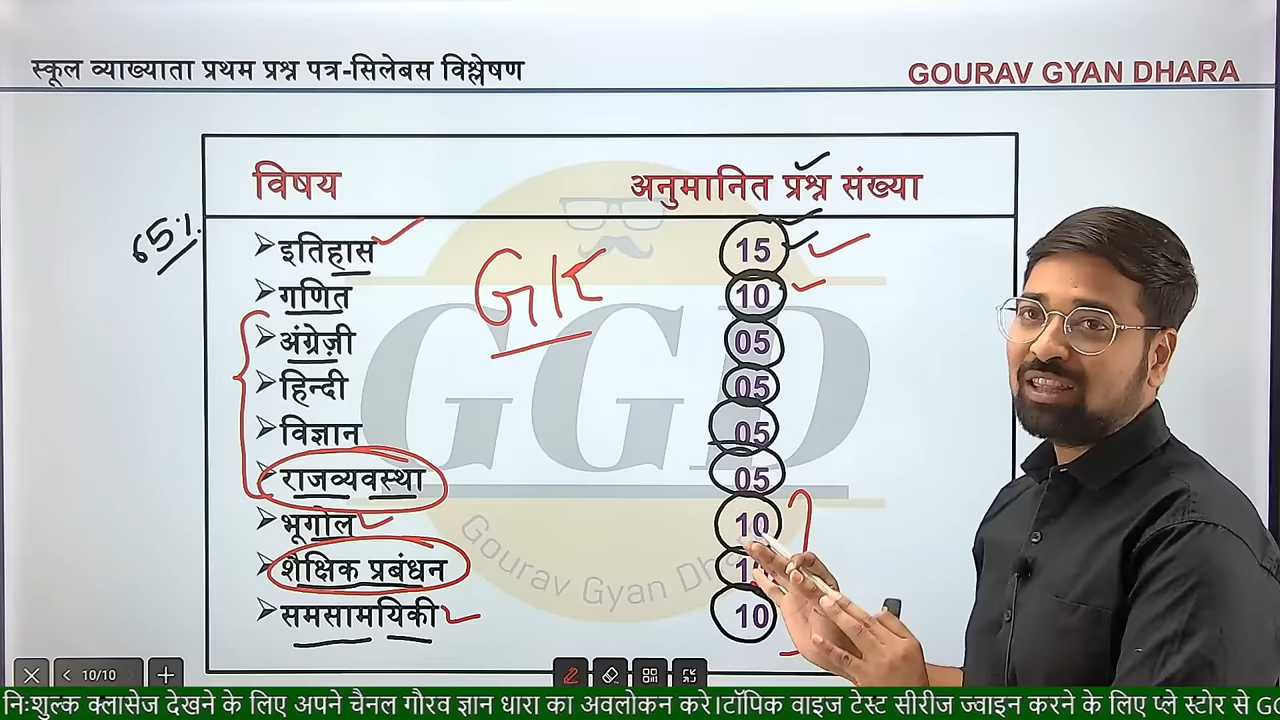 स्कूल व्याख्याता प्रथम प्रश्न पत्र-सिलेबस विश्लेषण
GOURAV GYAN DHARA
विषय अनुमानित प्रश्न संख्या
65%
इतिहास 15
गणित 10
अंग्रेज़ी 05
हिन्दी 05
विज्ञान 05
राजव्यवस्था 05
भूगोल 10
शैक्षिक प्रबंधन
समसामयिकी 10
GGD
Gourav Gyan
10/10
निःशुल्क क्लासेज देखने के लिए अपने चैनल गौरव ज्ञान धारा का अवलोकन करे।टॉपिक वाइज टेस्ट सीरीज ज्वाइन करने के लिए प्ले स्टोर से